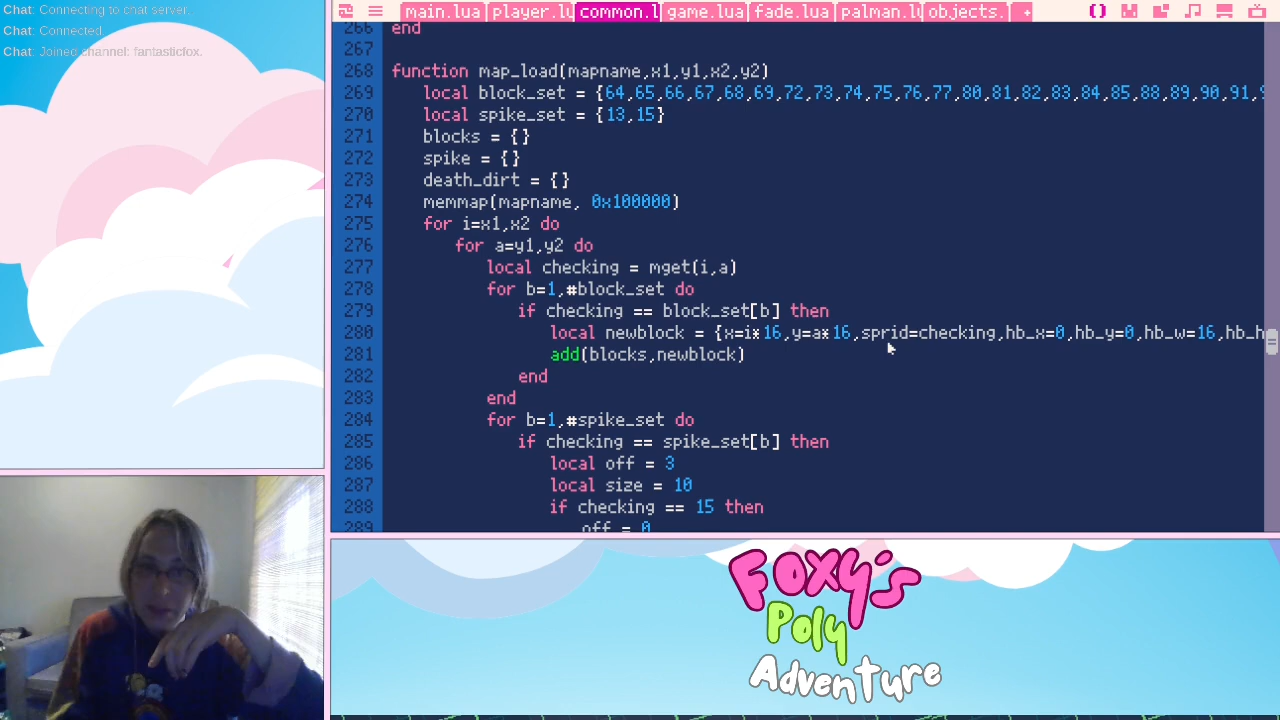 Chat: Connecting to chat server.
Chat: Connected.
Chat: Joined channel: fantasticfox.
main.lua player.lu common.l game.lua fade.lua palman.lu objects. +
266 end
267
268 function map_load(mapname,x1,y1,x2,y2)
269 local block_set = {64,65,66,67,68,69,72,73,74,75,76,77,80,81,82,83,84,85,88,89,90,91,
270 local spike_set = {13,15}
271 blocks = {}
272 spike = {}
273 death_dirt = {}
274 memmap(mapname, 0x100000)
275 for i=x1,x2 do
276 for a=y1,y2 do
277 local checking = mget(i,a)
278 for b=1,#block_set do
279 if checking == block_set[b] then
280 local newblock = {x=i*16,y=a*16,sprid=checking,hb_x=0,hb_y=0,hb_w=16,hb_h
281 add(blocks,newblock)
282 end
283 end
284 for b=1,#spike_set do
285 if checking == spike_set[b] then
286 local off = 3
287 local size = 10
288 if checking == 15 then
289 off = 0
Foxy's
Poly
Adventure